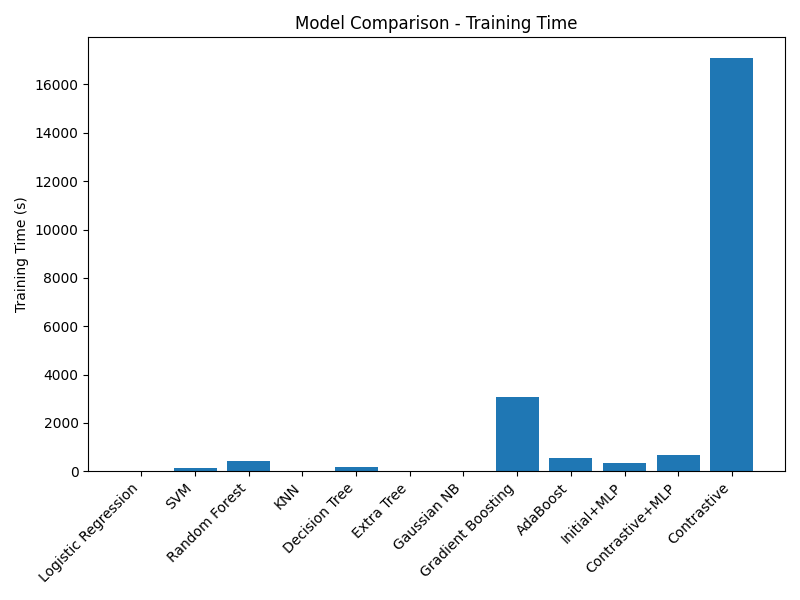 Model Comparison - Training Time
Training Time (s)
16000
14000
12000
10000
8000
6000
4000
2000
0
Logistic Regression
SVM
Random Forest
KNN
Decision Tree
Extra Tree
Gaussian NB
Gradient Boosting
AdaBoost
Initial+MLP
Contrastive+MLP
Contrastive